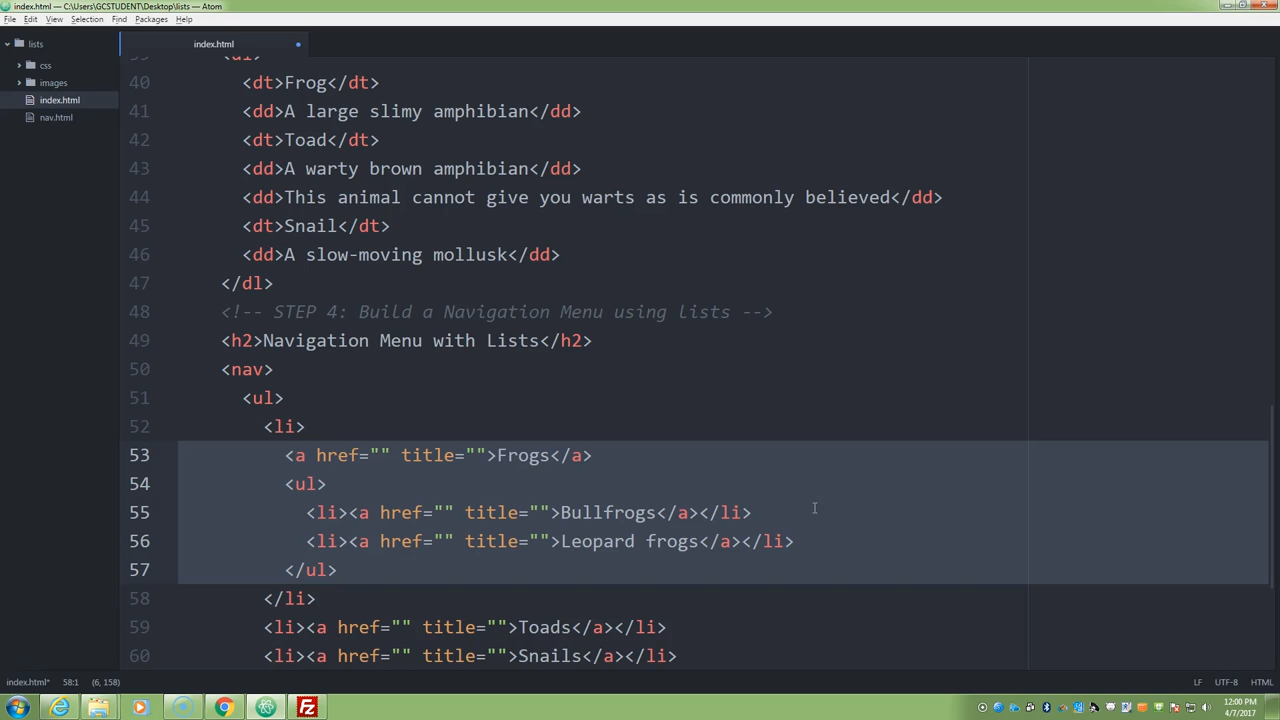 index.html — C:\Users\GCSTUDENT\Desktop\lists — Atom
File Edit View Selection Find Packages Help
lists
css
images
index.html
nav.html
index.html
39 <dl>
40 <dt>Frog</dt>
41 <dd>A large slimy amphibian</dd>
42 <dt>Toad</dt>
43 <dd>A warty brown amphibian</dd>
44 <dd>This animal cannot give you warts as is commonly believed</dd>
45 <dt>Snail</dt>
46 <dd>A slow-moving mollusk</dd>
47 </dl>
48 <!-- STEP 4: Build a Navigation Menu using lists -->
49 <h2>Navigation Menu with Lists</h2>
50 <nav>
51 <ul>
52 <li>
53 <a href="" title="">Frogs</a>
54 <ul>
55 <li><a href="" title="">Bullfrogs</a></li>
56 <li><a href="" title="">Leopard frogs</a></li>
57 </ul>
58 </li>
59 <li><a href="" title="">Toads</a></li>
60 <li><a href="" title="">Snails</a></li>
index.html* 58:1 (6, 158) LF UTF-8 HTML
12:00 PM
4/7/2017